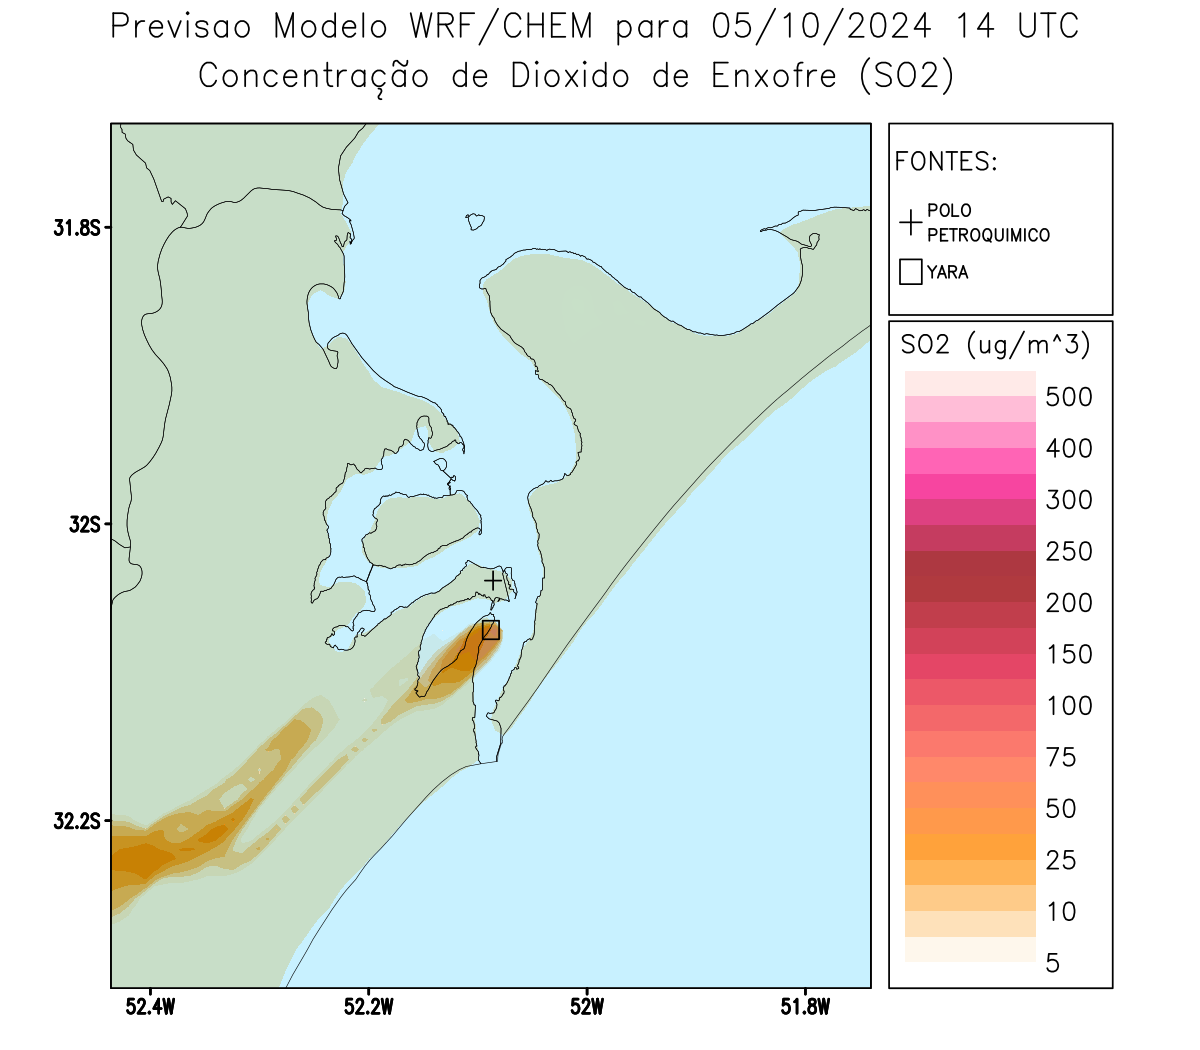 Previsao Modelo WRF/CHEM para 05/10/2024 14 UTC
Concentração de Dioxido de Enxofre (SO2)
FONTES:
POLO
PETROQUIMICO
YARA
31.8S
32S
32.2S
52.4W
52.2W
52W
51.8W
SO2 (ug/m^3)
500
400
300
250
200
150
100
75
50
25
10
5